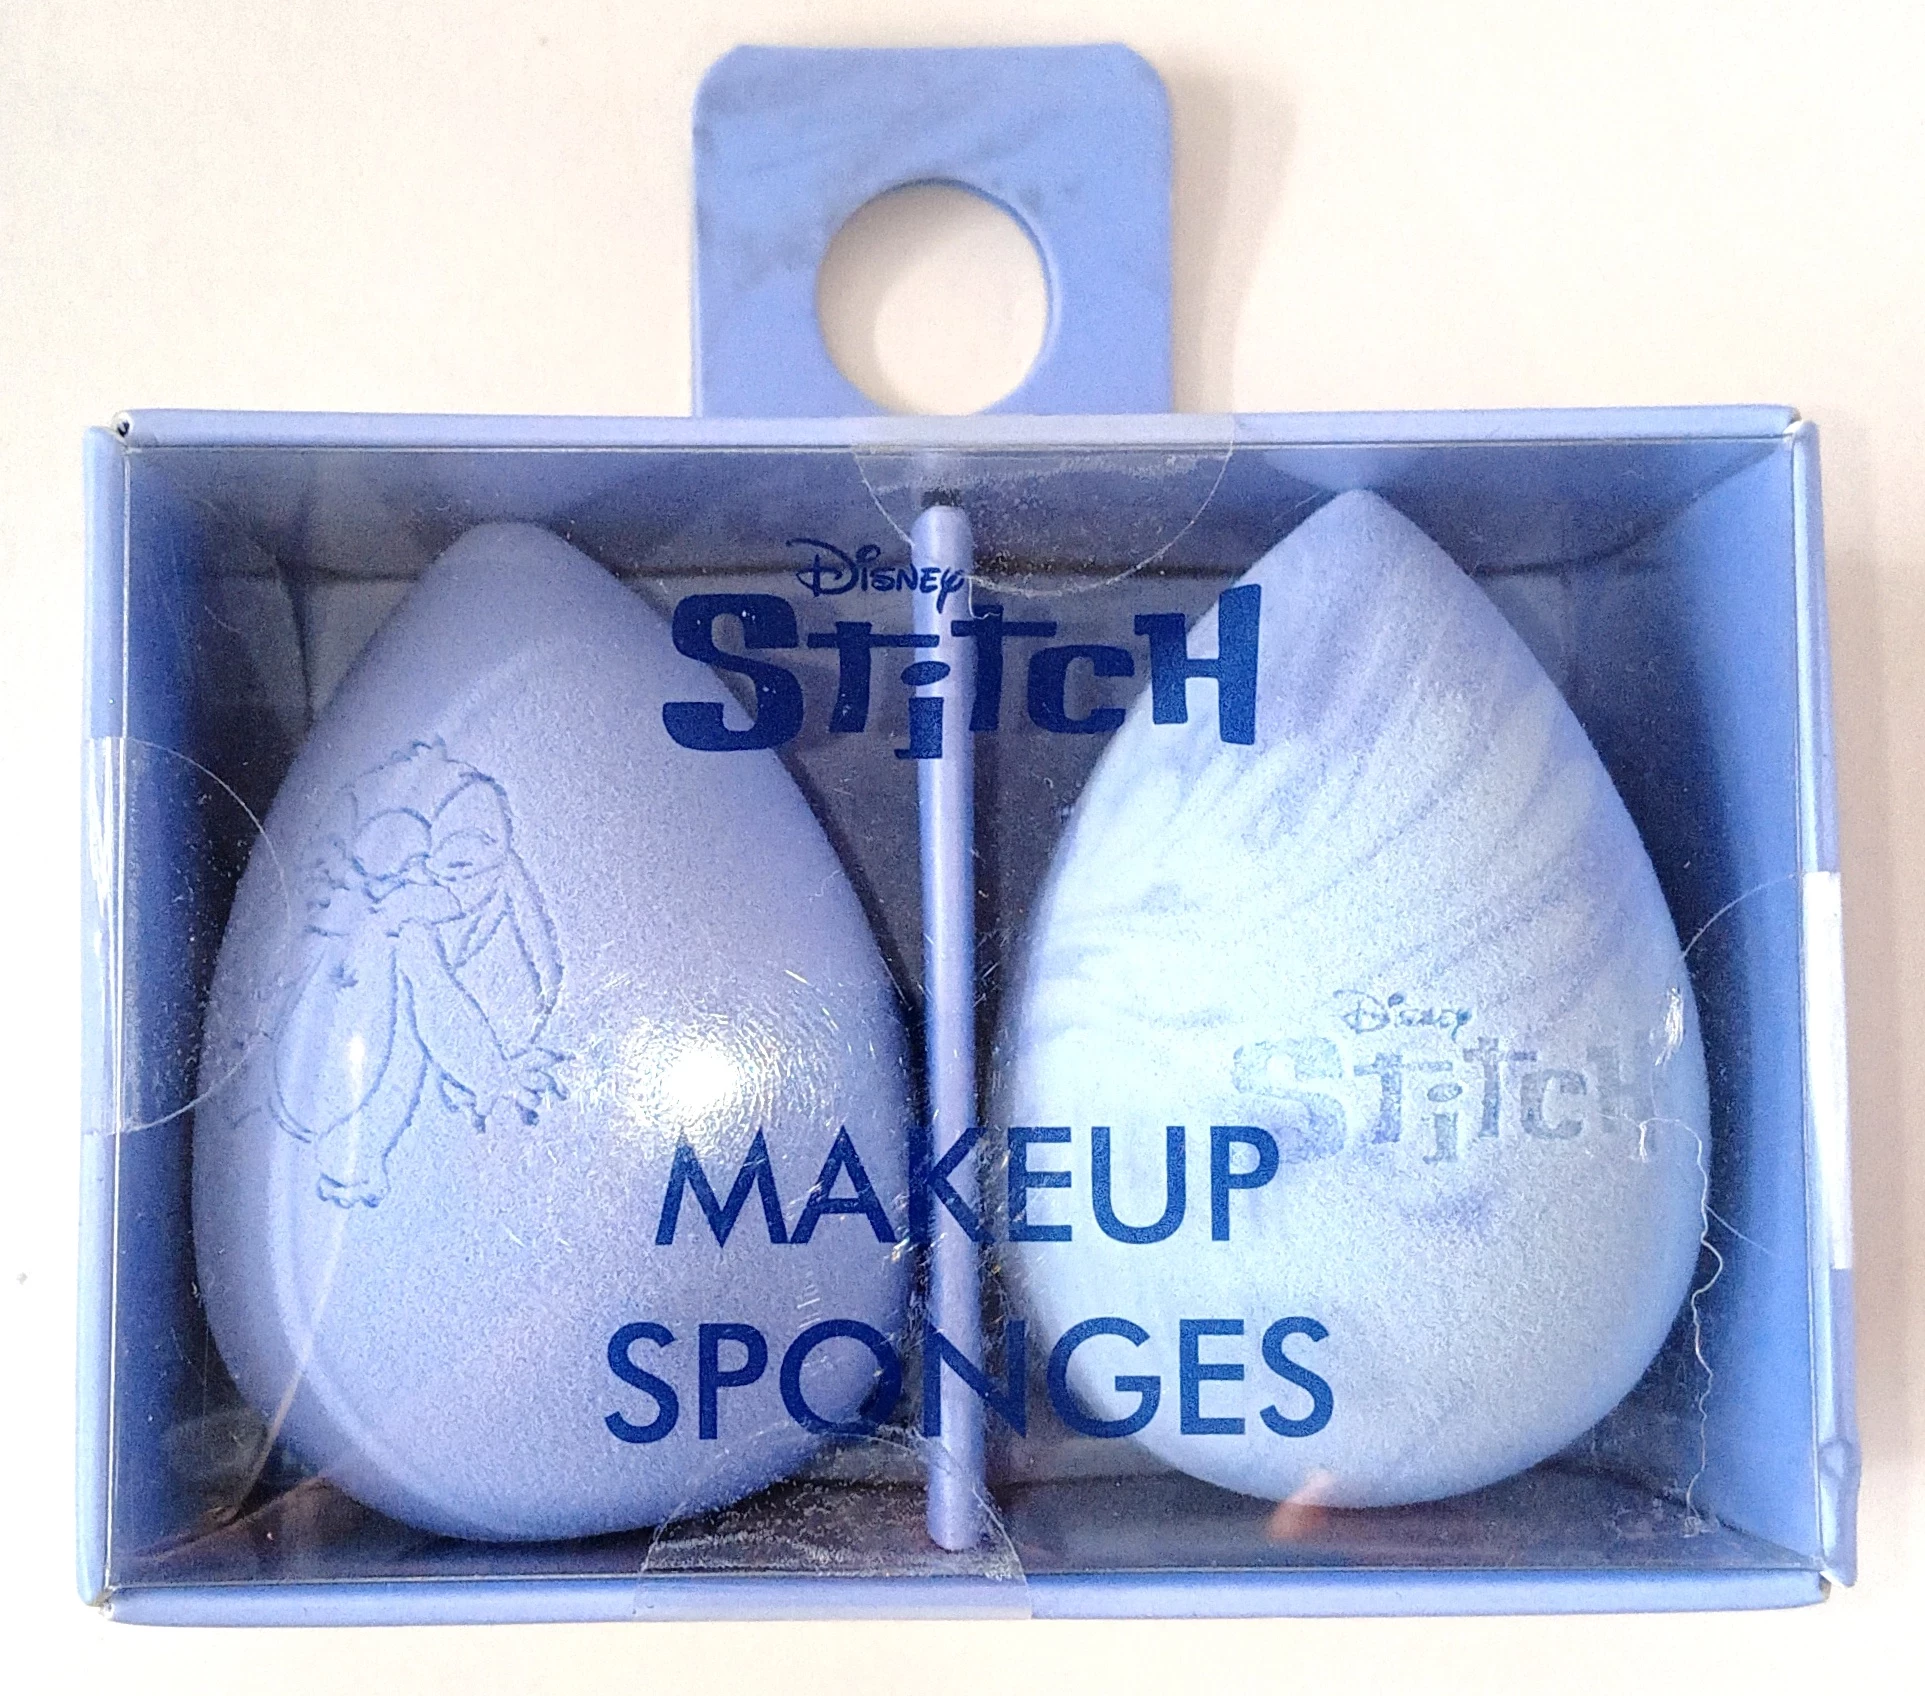 Disney
Stitch
Disney
Stitch
MAKEUP
SPONGES